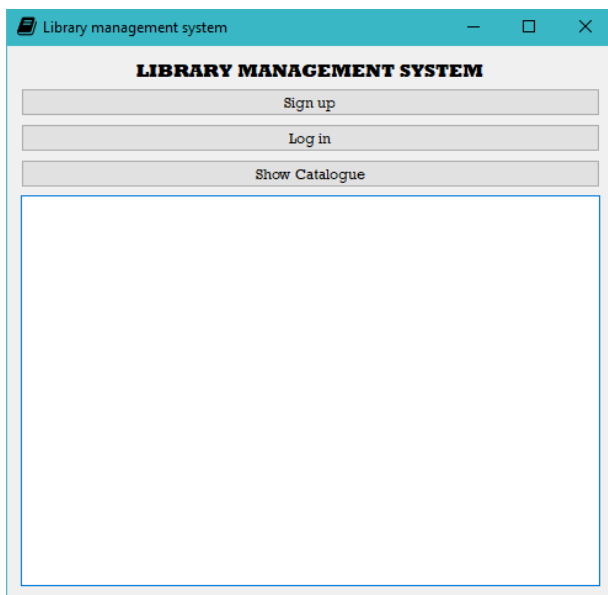 Library management system
LIBRARY MANAGEMENT SYSTEM
Sign up
Log in
Show Catalogue